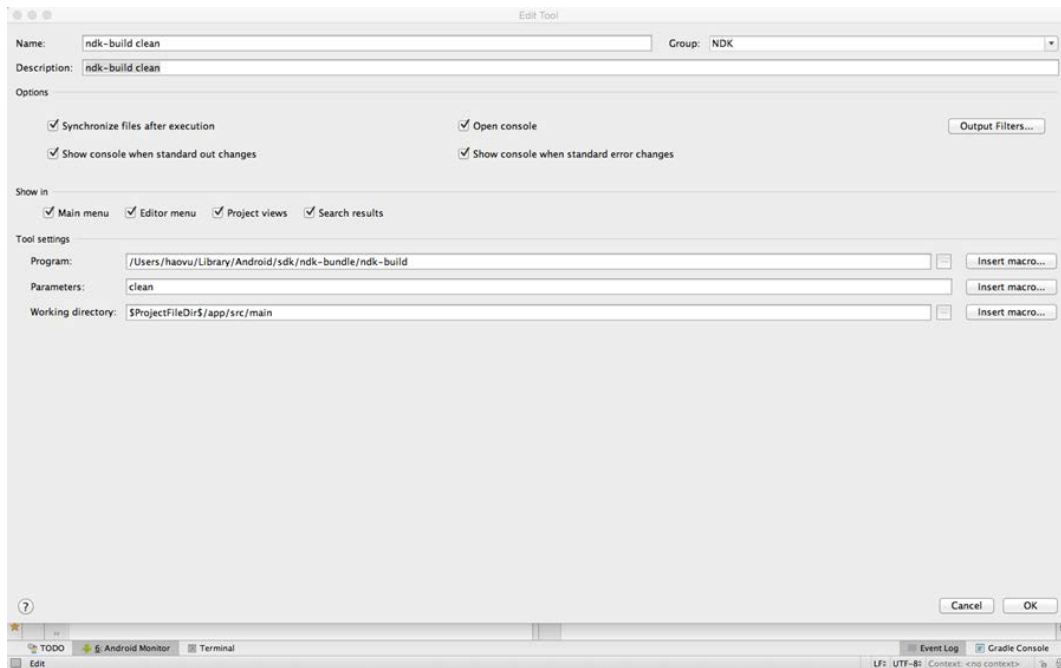 Edit Tool
Name: ndk-build clean Group: NDK
Description: ndk-build clean
Options
Synchronize files after execution Open console Output Filters...
Show console when standard out changes Show console when standard error changes
Show in
Main menu Editor menu Project views Search results
Tool settings
Program: /Users/haovu/Library/Android/sdk/ndk-bundle/ndk-build Insert macro...
Parameters: clean Insert macro...
Working directory: $ProjectFileDir$/app/src/main Insert macro...
? Cancel OK
TODO 6: Android Monitor Terminal Event Log Gradle Console
Edit LF: UTF-8: Context: <no context>